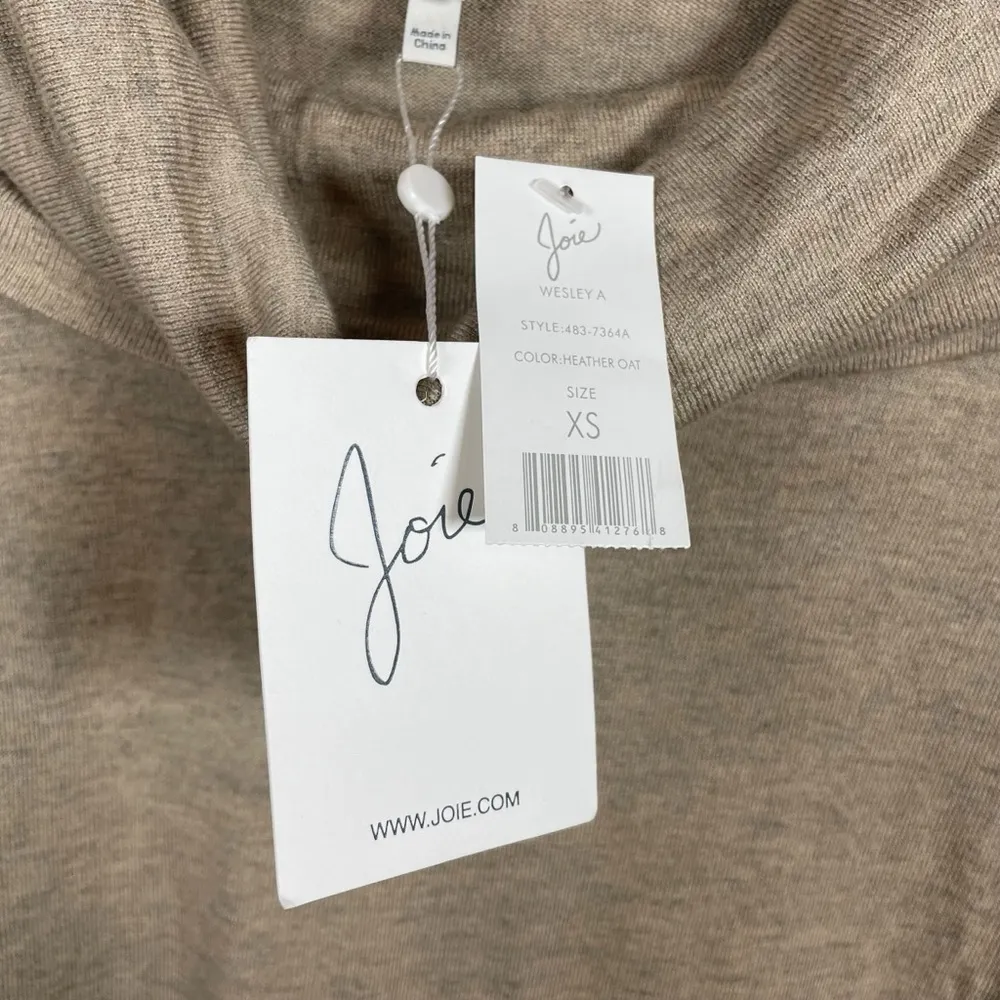 Made in
China
Joie
WESLEY A
STYLE:483-7364A
COLOR:HEATHER OAT
SIZE
XS
8 08895 41276 8
Joie
WWW.JOIE.COM